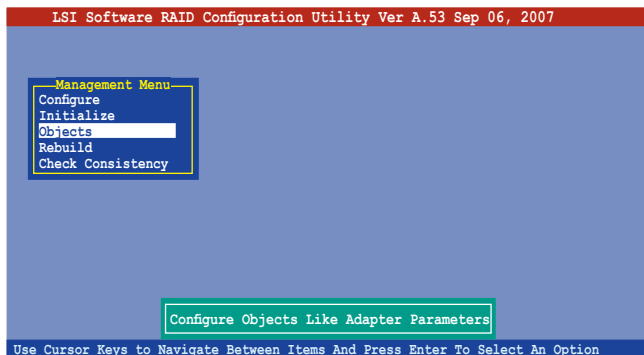 LSI Software RAID Configuration Utility Ver A.53 Sep 06, 2007
Management Menu
Configure
Initialize
Objects
Rebuild
Check Consistency
Configure Objects Like Adapter Parameters
Use Cursor Keys to Navigate Between Items And Press Enter To Select An Option